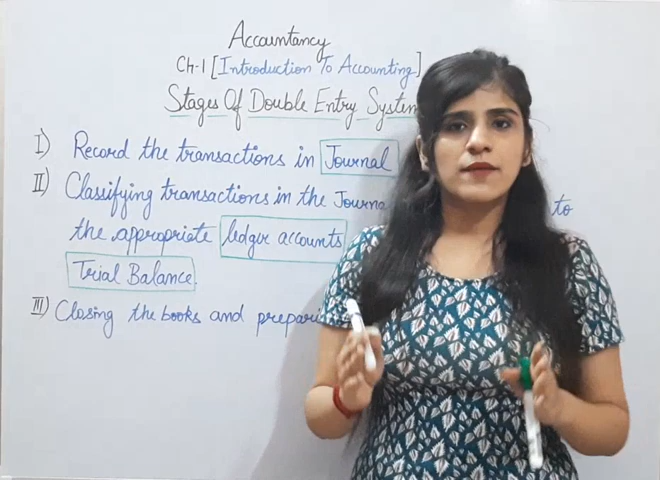 Accountancy
Ch-1 [Introduction To Accounting]
Stages Of Double Entry System
I) Record the transactions in Journal
II) Classifying transactions in the Journal to
the appropriate ledger accounts
Trial Balance.
III) Closing the books and